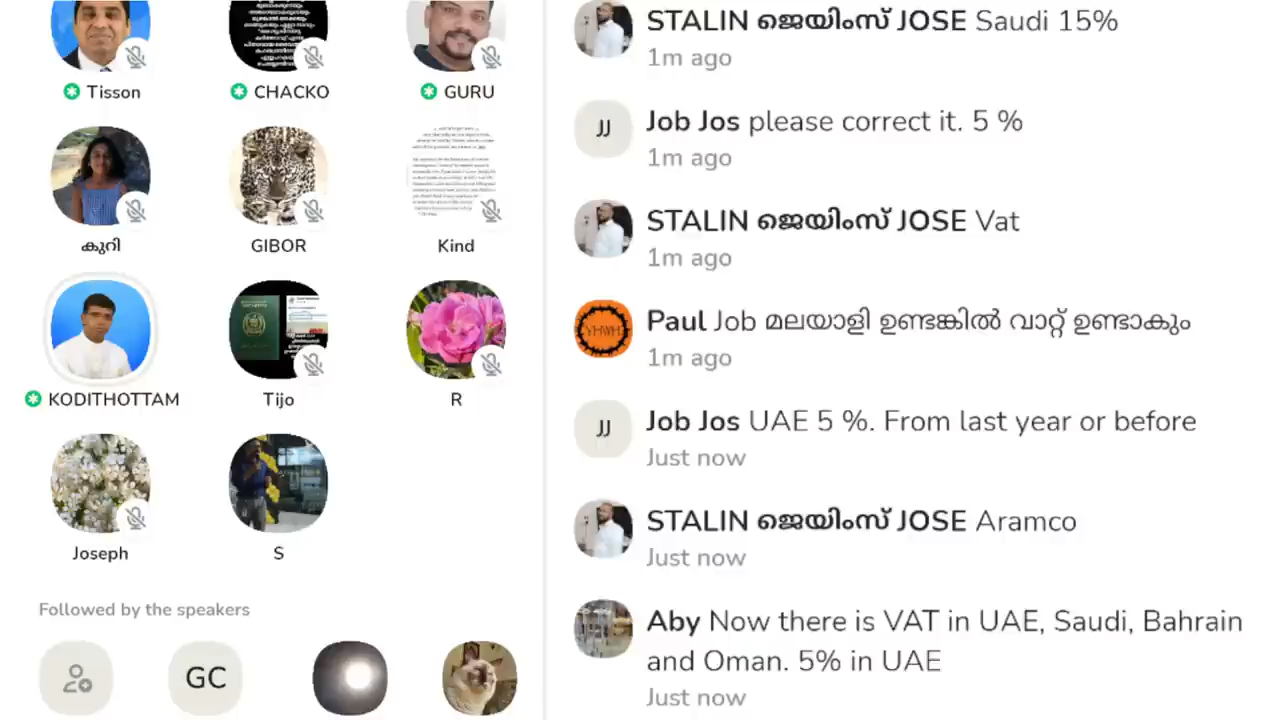 Tisson
CHACKO
GURU
കുറി
GIBOR
Kind
KODITHOTTAM
Tijo
R
Joseph
S
Followed by the speakers
GC
STALIN ജെയിംസ് JOSE Saudi 15%
1m ago
JJ
Job Jos please correct it. 5 %
1m ago
STALIN ജെയിംസ് JOSE Vat
1m ago
YHWH
Paul Job മലയാളി ഉണ്ടങ്കിൽ വാറ്റ് ഉണ്ടാകും
1m ago
JJ
Job Jos UAE 5 %. From last year or before
Just now
STALIN ജെയിംസ് JOSE Aramco
Just now
Aby Now there is VAT in UAE, Saudi, Bahrain
and Oman. 5% in UAE
Just now